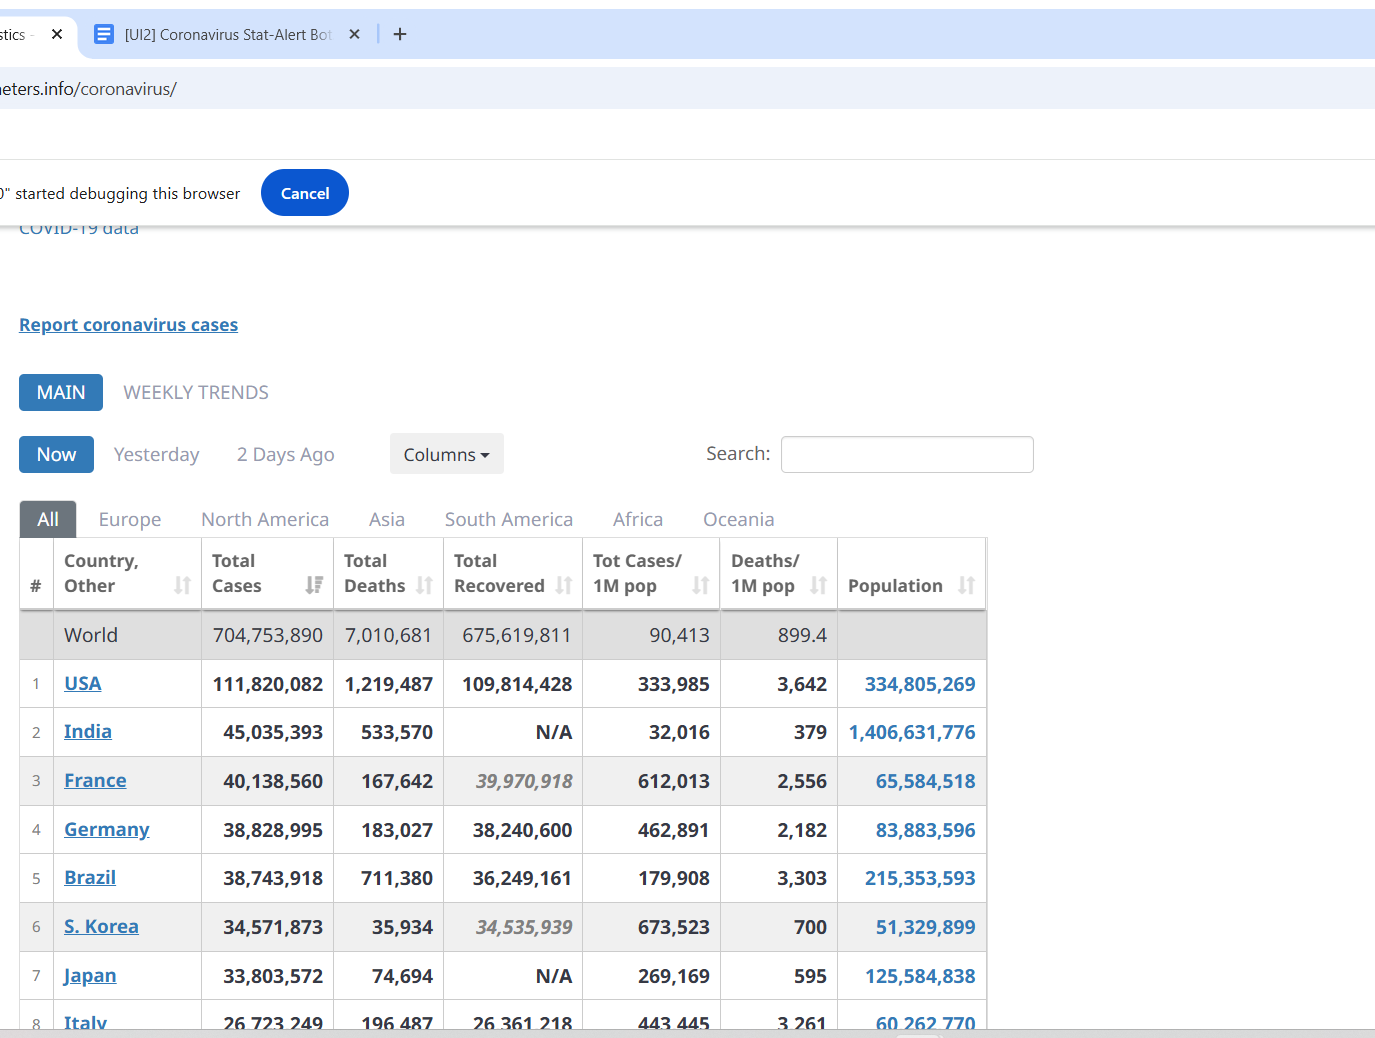 stics -
[UI2] Coronavirus Stat-Alert Bot
eters.info/coronavirus/
0" started debugging this browser Cancel
COVID-19 data
Report coronavirus cases
MAIN WEEKLY TRENDS
Now Yesterday 2 Days Ago Columns Search:
All Europe North America Asia South America Africa Oceania
# Country, Other Total Cases Total Deaths Total Recovered Tot Cases/ 1M pop Deaths/ 1M pop Population
World 704,753,890 7,010,681 675,619,811 90,413 899.4
1 USA 111,820,082 1,219,487 109,814,428 333,985 3,642 334,805,269
2 India 45,035,393 533,570 N/A 32,016 379 1,406,631,776
3 France 40,138,560 167,642 39,970,918 612,013 2,556 65,584,518
4 Germany 38,828,995 183,027 38,240,600 462,891 2,182 83,883,596
5 Brazil 38,743,918 711,380 36,249,161 179,908 3,303 215,353,593
6 S. Korea 34,571,873 35,934 34,535,939 673,523 700 51,329,899
7 Japan 33,803,572 74,694 N/A 269,169 595 125,584,838
8 Italy 26,723,249 196,487 26,361,218 443,445 3,261 60,262,770